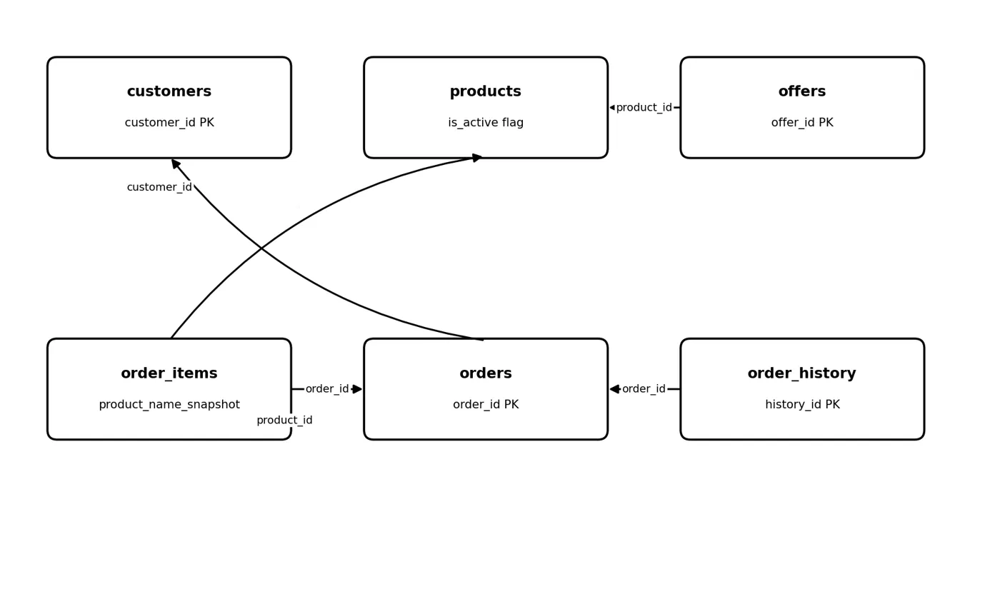 customers
customer_id PK
products
is_active flag
product_id
offers
offer_id PK
customer_id
order_items
product_name_snapshot
order_id
product_id
orders
order_id PK
order_id
order_history
history_id PK